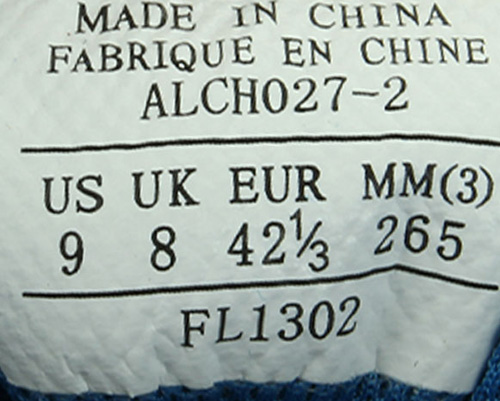 MADE IN CHINA
FABRIQUE EN CHINE
ALCH027-2
US UK EUR MM(3)
9 8 42⅓ 265
FL1302